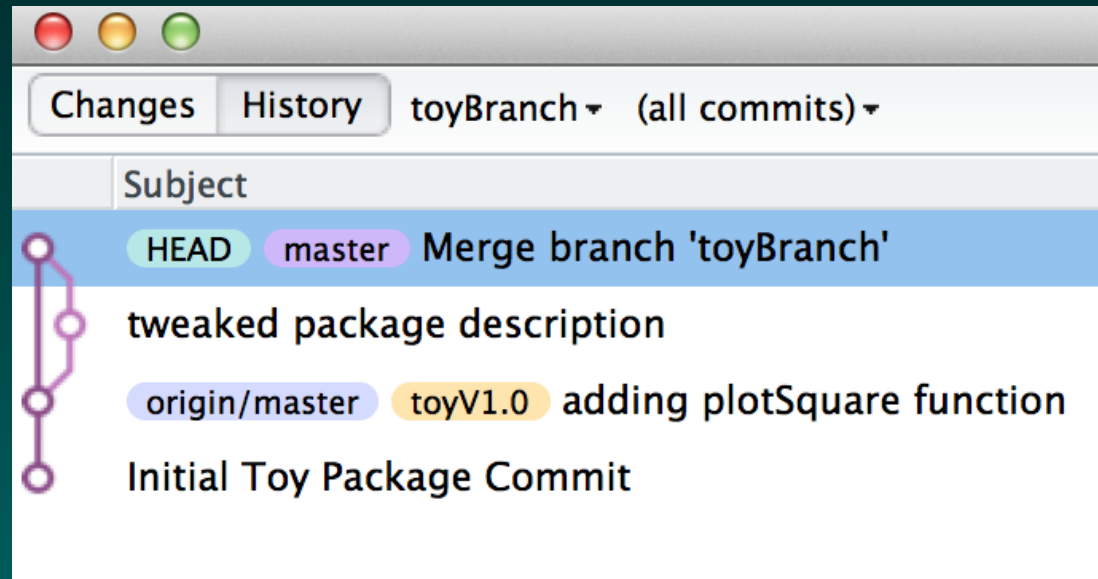 Changes History toyBranch (all commits)
Subject
HEAD master Merge branch 'toyBranch'
tweaked package description
origin/master toyV1.0 adding plotSquare function
Initial Toy Package Commit